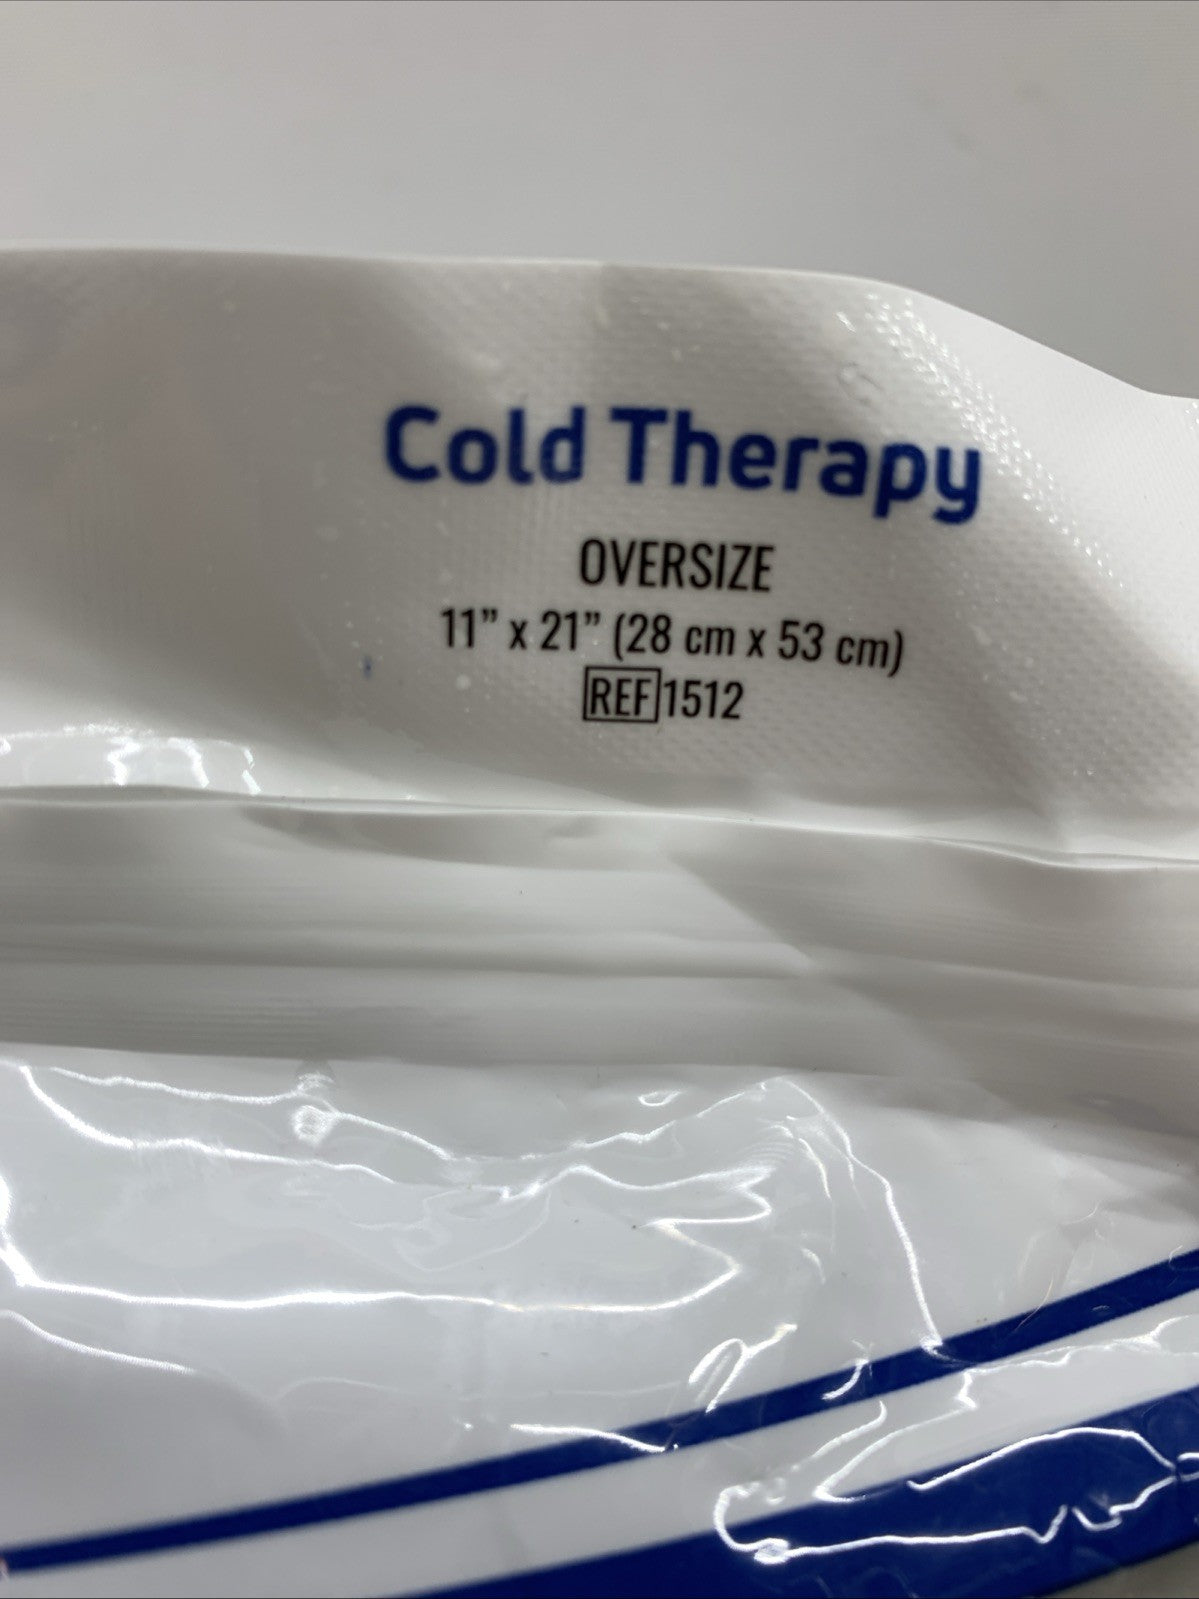 Cold Therapy
OVERSIZE
11” x 21” (28 cm x 53 cm)
REF 1512